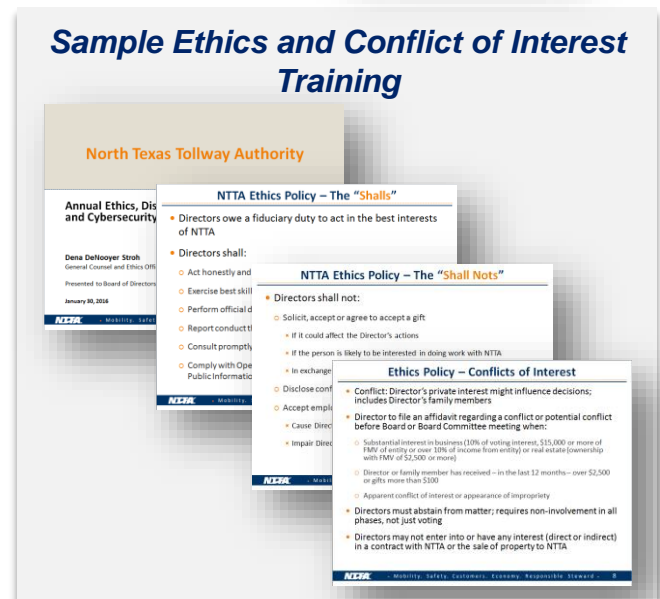 Sample Ethics and Conflict of Interest
Training
North Texas Tollway Authority
Annual Ethics,
and Cybersecurity
Dena DeNooyer Stroh
General Counsel and Ethics
Presented to Board of Directors
January 30, 2016
NTTA
- Mobility.
NTTA Ethics Policy – The “Shalls”
• Directors owe a fiduciary duty to act in the best interests
of NTTA
• Directors shall:
○ Act honestly and
○ Exercise best
○ Perform official
○ Report conduct
○ Consult promptly
○ Comply with
Public
NTTA
- Mobility.
NTTA Ethics Policy – The “Shall Nots”
• Directors shall not:
○ Solicit, accept or agree to accept a gift
• If it could affect the Director's actions
• If the person is likely to be interested in doing work with NTTA
• In exchange
○ Disclose
○ Accept
• Cause
• Impair
NTTA
Ethics Policy – Conflicts of Interest
• Conflict: Director's private interest might influence decisions;
includes Director's family members
• Director to file an affidavit regarding a conflict or potential conflict
before Board or Board Committee meeting when:
○ Substantial interest in business (10% of voting interest, $15,000 or more of
FMV of entity or over 10% of income from entity) or real estate (ownership
with FMV of $2,500 or more)
○ Director or family member has received – in the last 12 months – over $2,500
or gifts more than $100
○ Apparent conflict of interest or appearance of impropriety
• Directors must abstain from matter; requires non-involvement in all
phases, not just voting
• Directors may not enter into or have any interest (direct or indirect)
in a contract with NTTA or the sale of property to NTTA
NTTA
- Mobility. Safety. Customers. Economy. Responsible Steward - 8